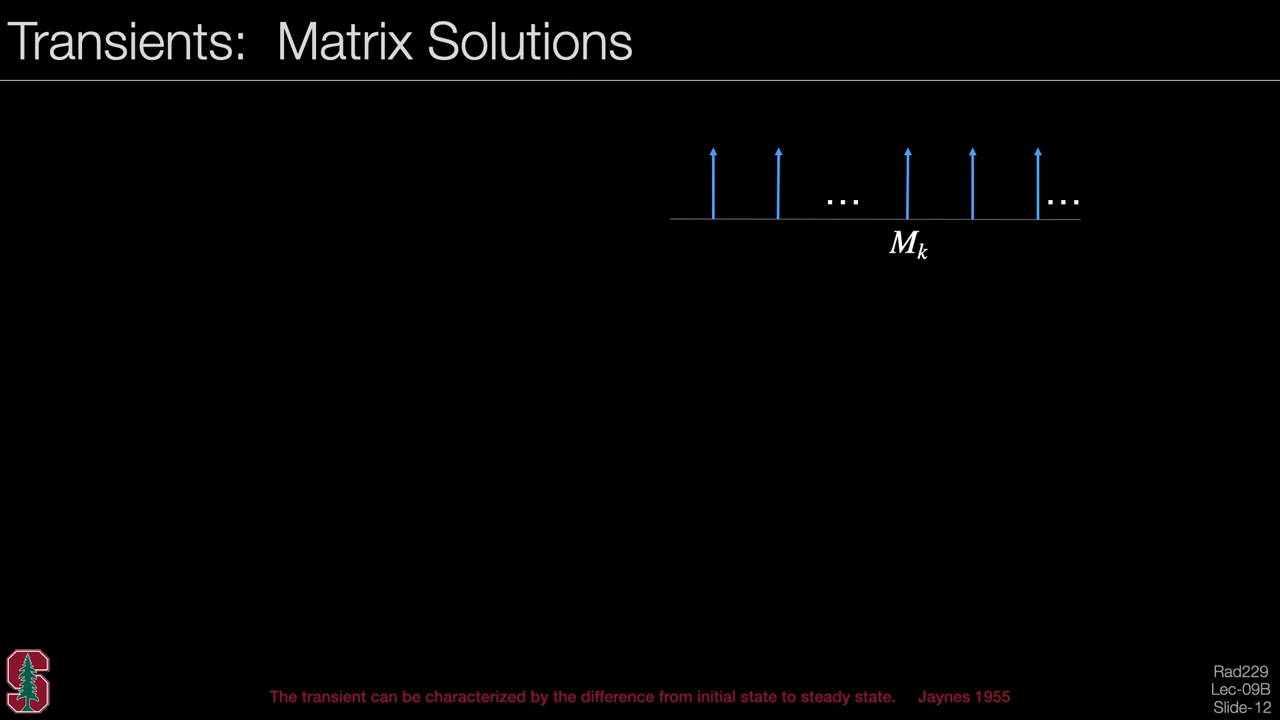 Transients: Matrix Solutions
... ...
M_k
The transient can be characterized by the difference from initial state to steady state. Jaynes 1955
Rad229
Lec-09B
Slide-12